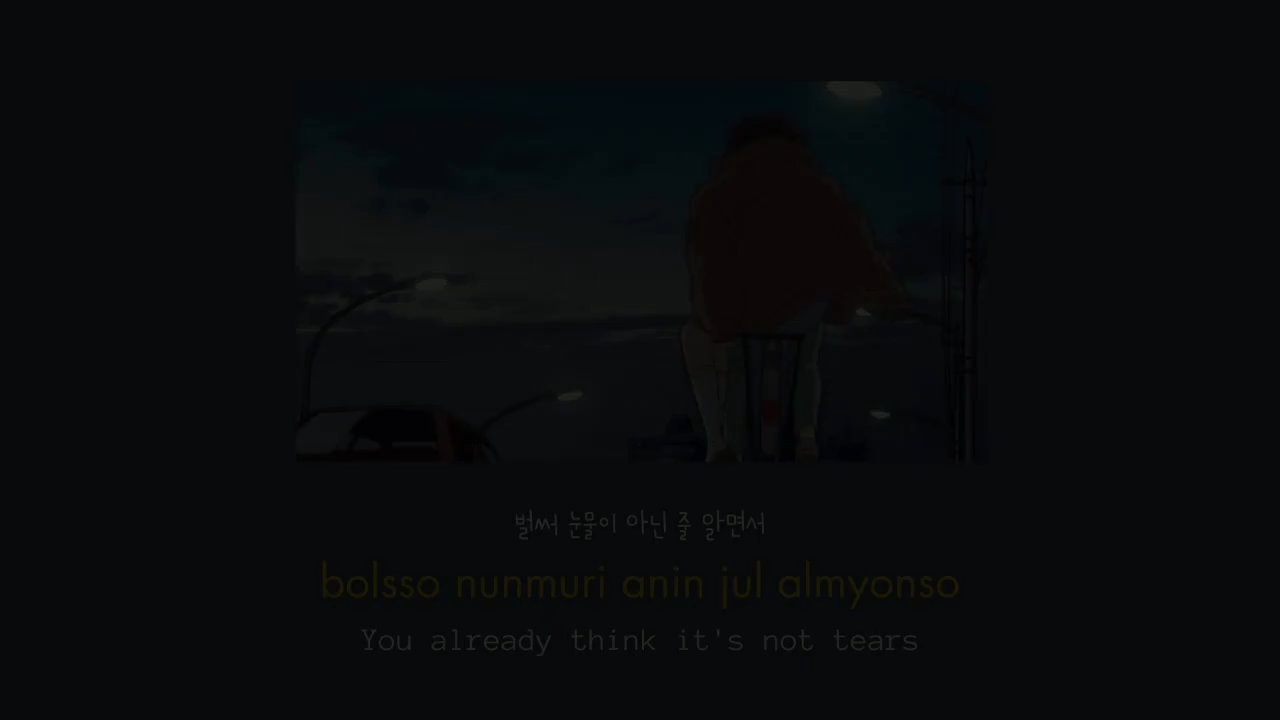 벌써 눈물이 아닌 줄 알면서
bolsso nunmuri anin jul almyonso
You already think it's not tears